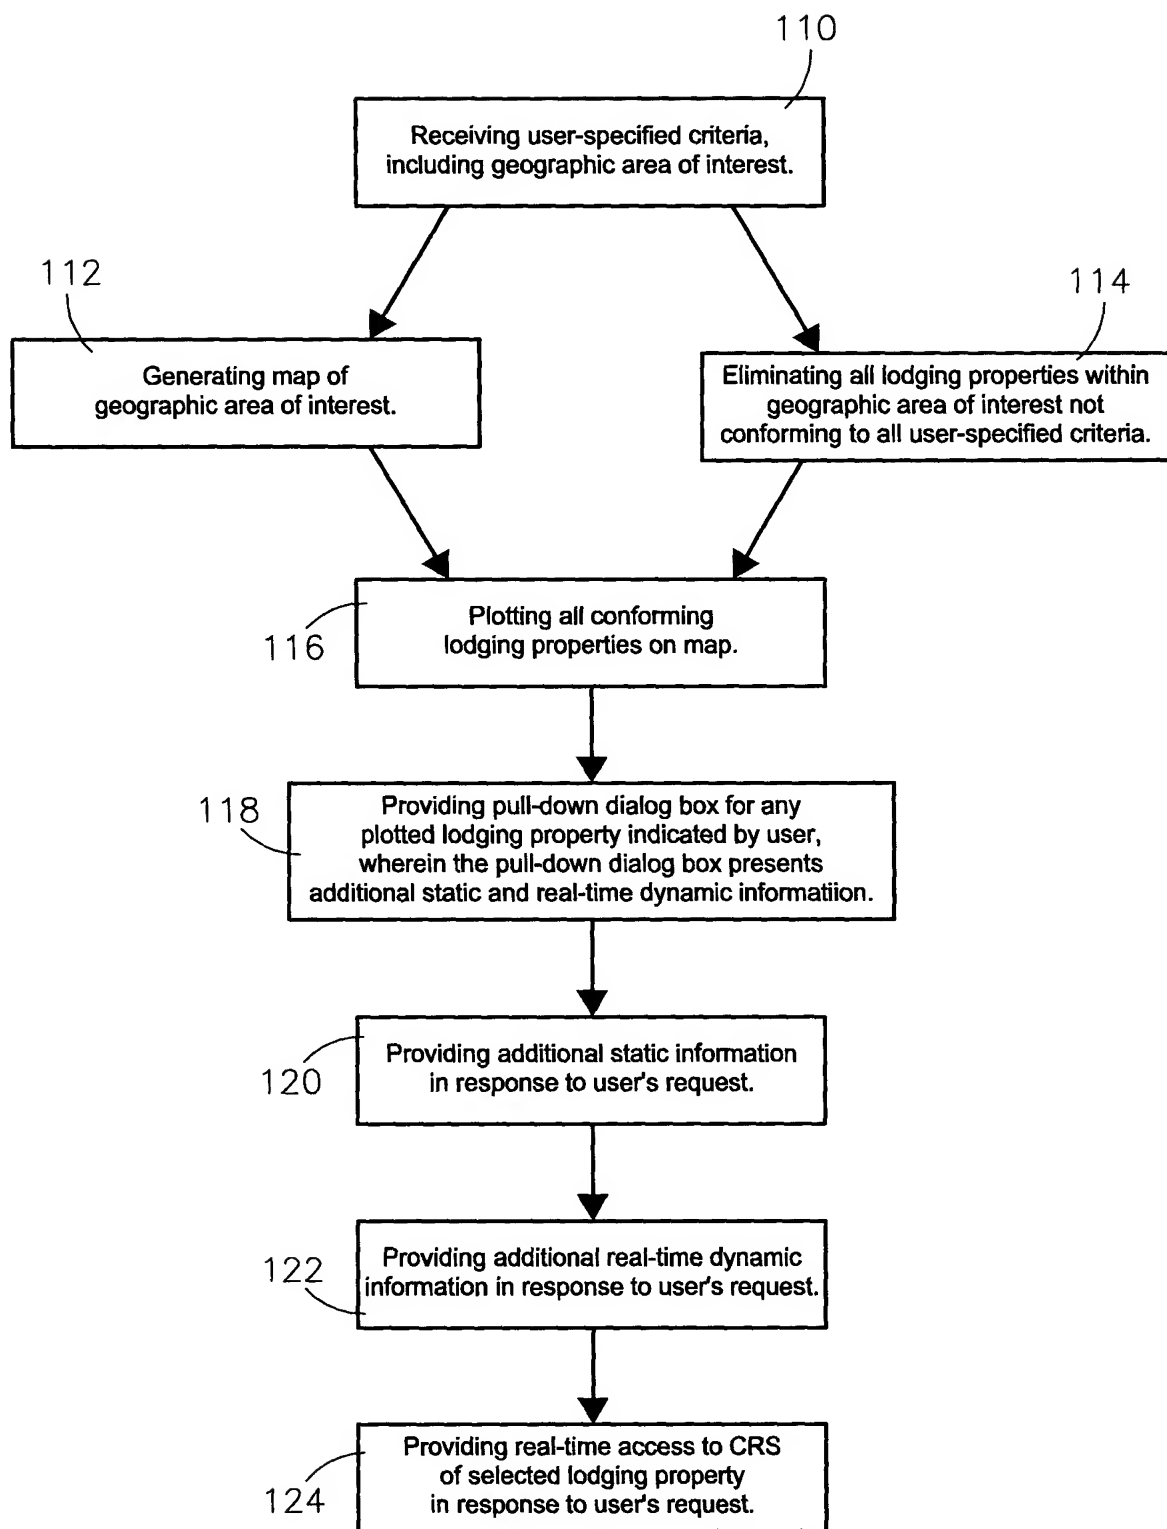 110
Receiving user-specified criteria,
including geographic area of interest.
112
Generating map of
geographic area of interest.
114
Eliminating all lodging properties within
geographic area of interest not
conforming to all user-specified criteria.
116
Plotting all conforming
lodging properties on map.
118
Providing pull-down dialog box for any
plotted lodging property indicated by user,
wherein the pull-down dialog box presents
additional static and real-time dynamic informatiion.
120
Providing additional static information
in response to user's request.
122
Providing additional real-time dynamic
information in response to user's request.
124
Providing real-time access to CRS
of selected lodging property
in response to user's request.